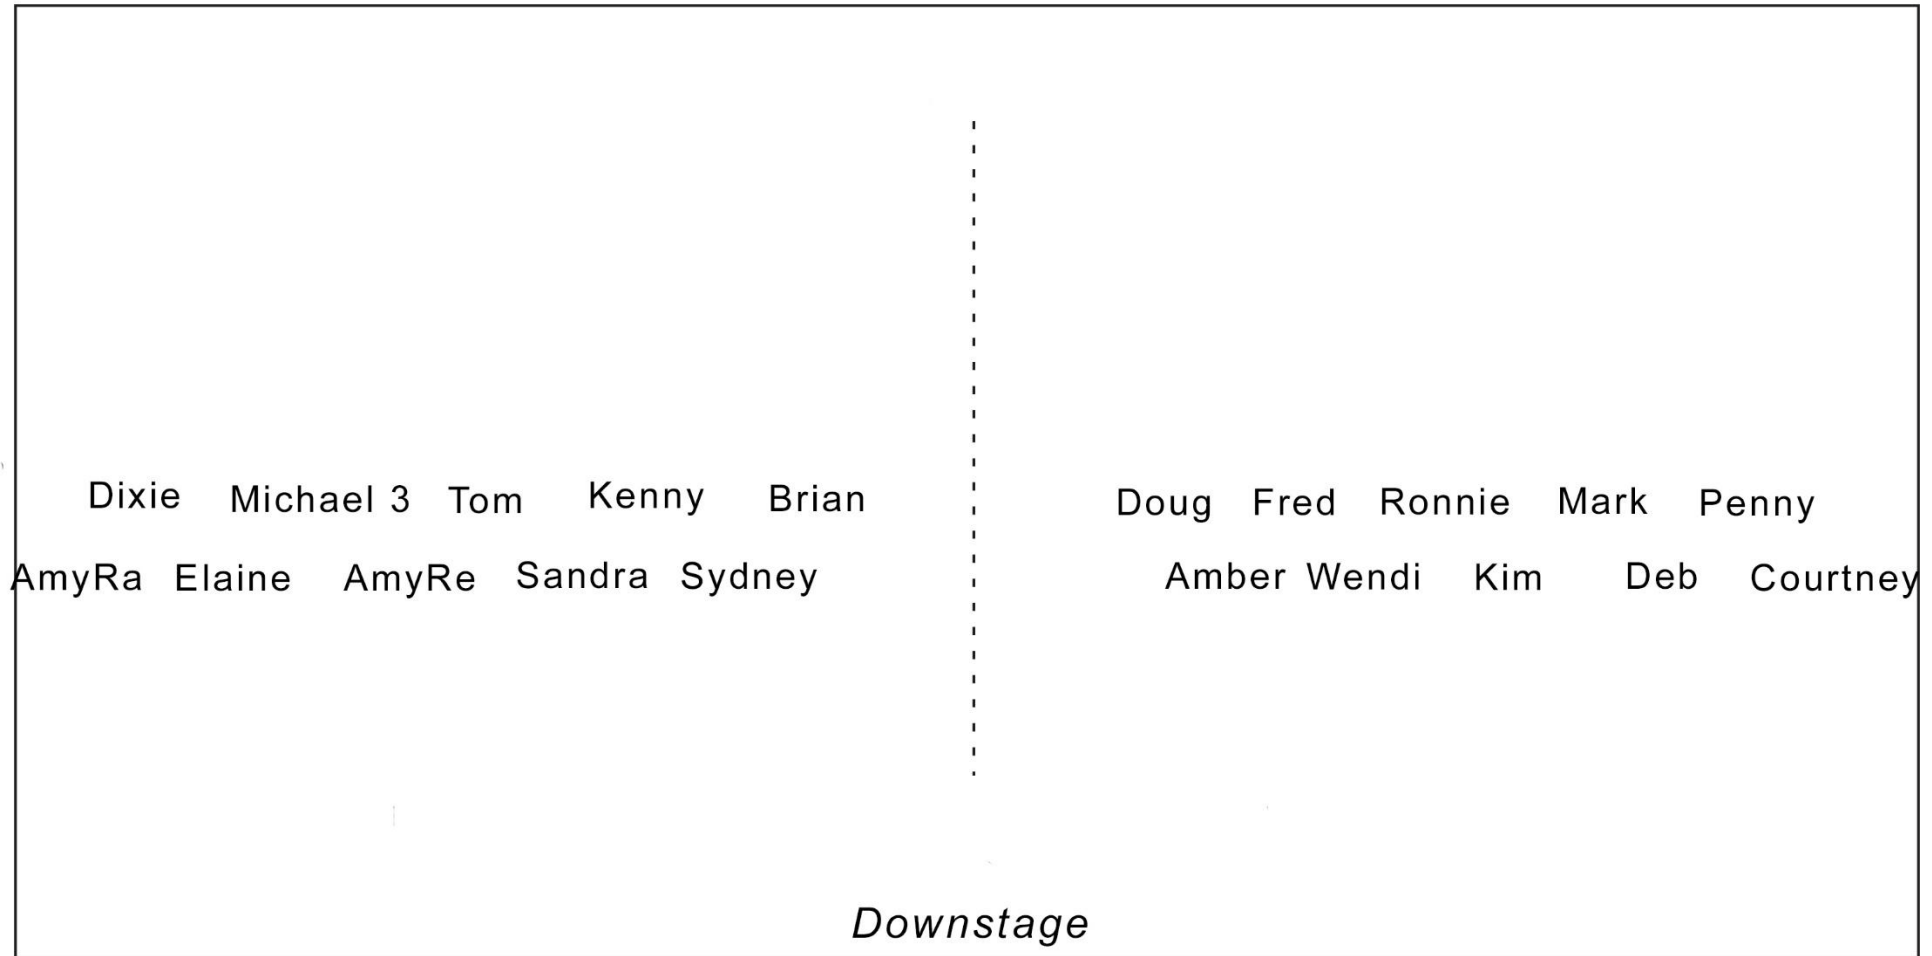 Dixie Michael 3 Tom Kenny Brian Doug Fred Ronnie Mark Penny
AmyRa Elaine AmyRe Sandra Sydney Amber Wendi Kim Deb Courtney
Downstage